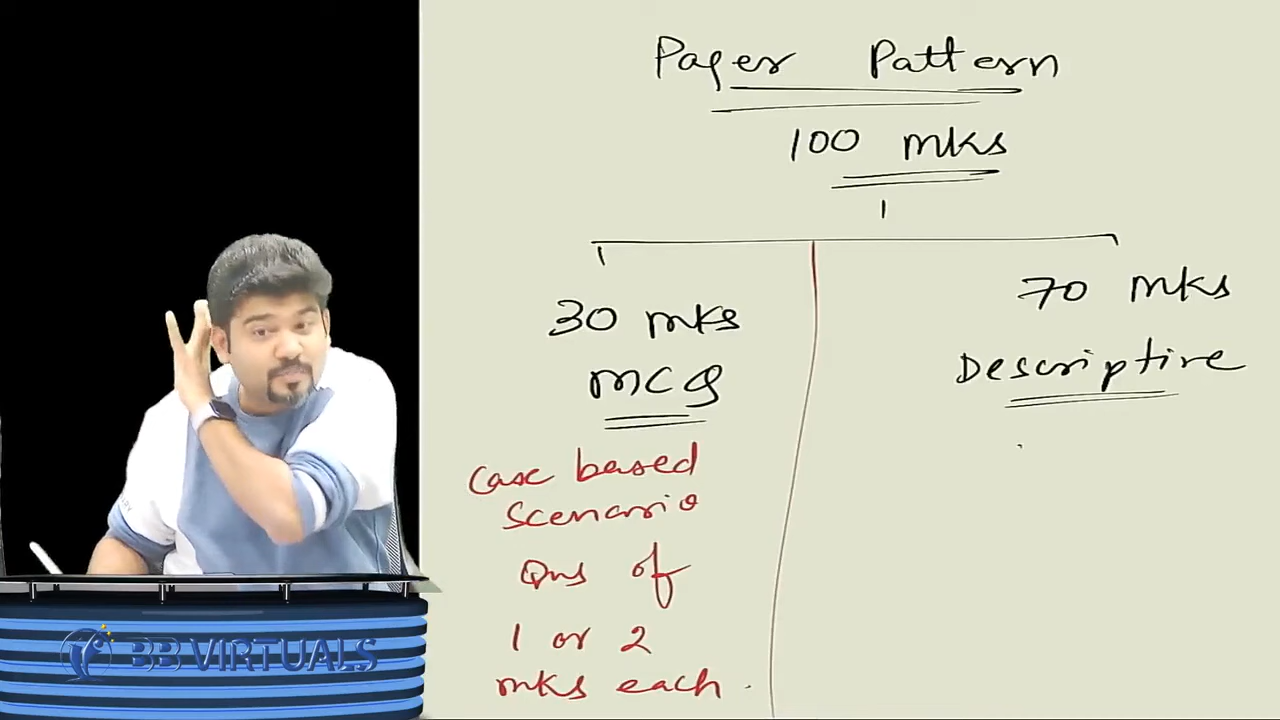 Paper Pattern
100 mks
30 mks
MCQ
Case based
Scenario
Qns of
1 or 2
mks each.
70 mks
Descriptive
BB VIRTUALS